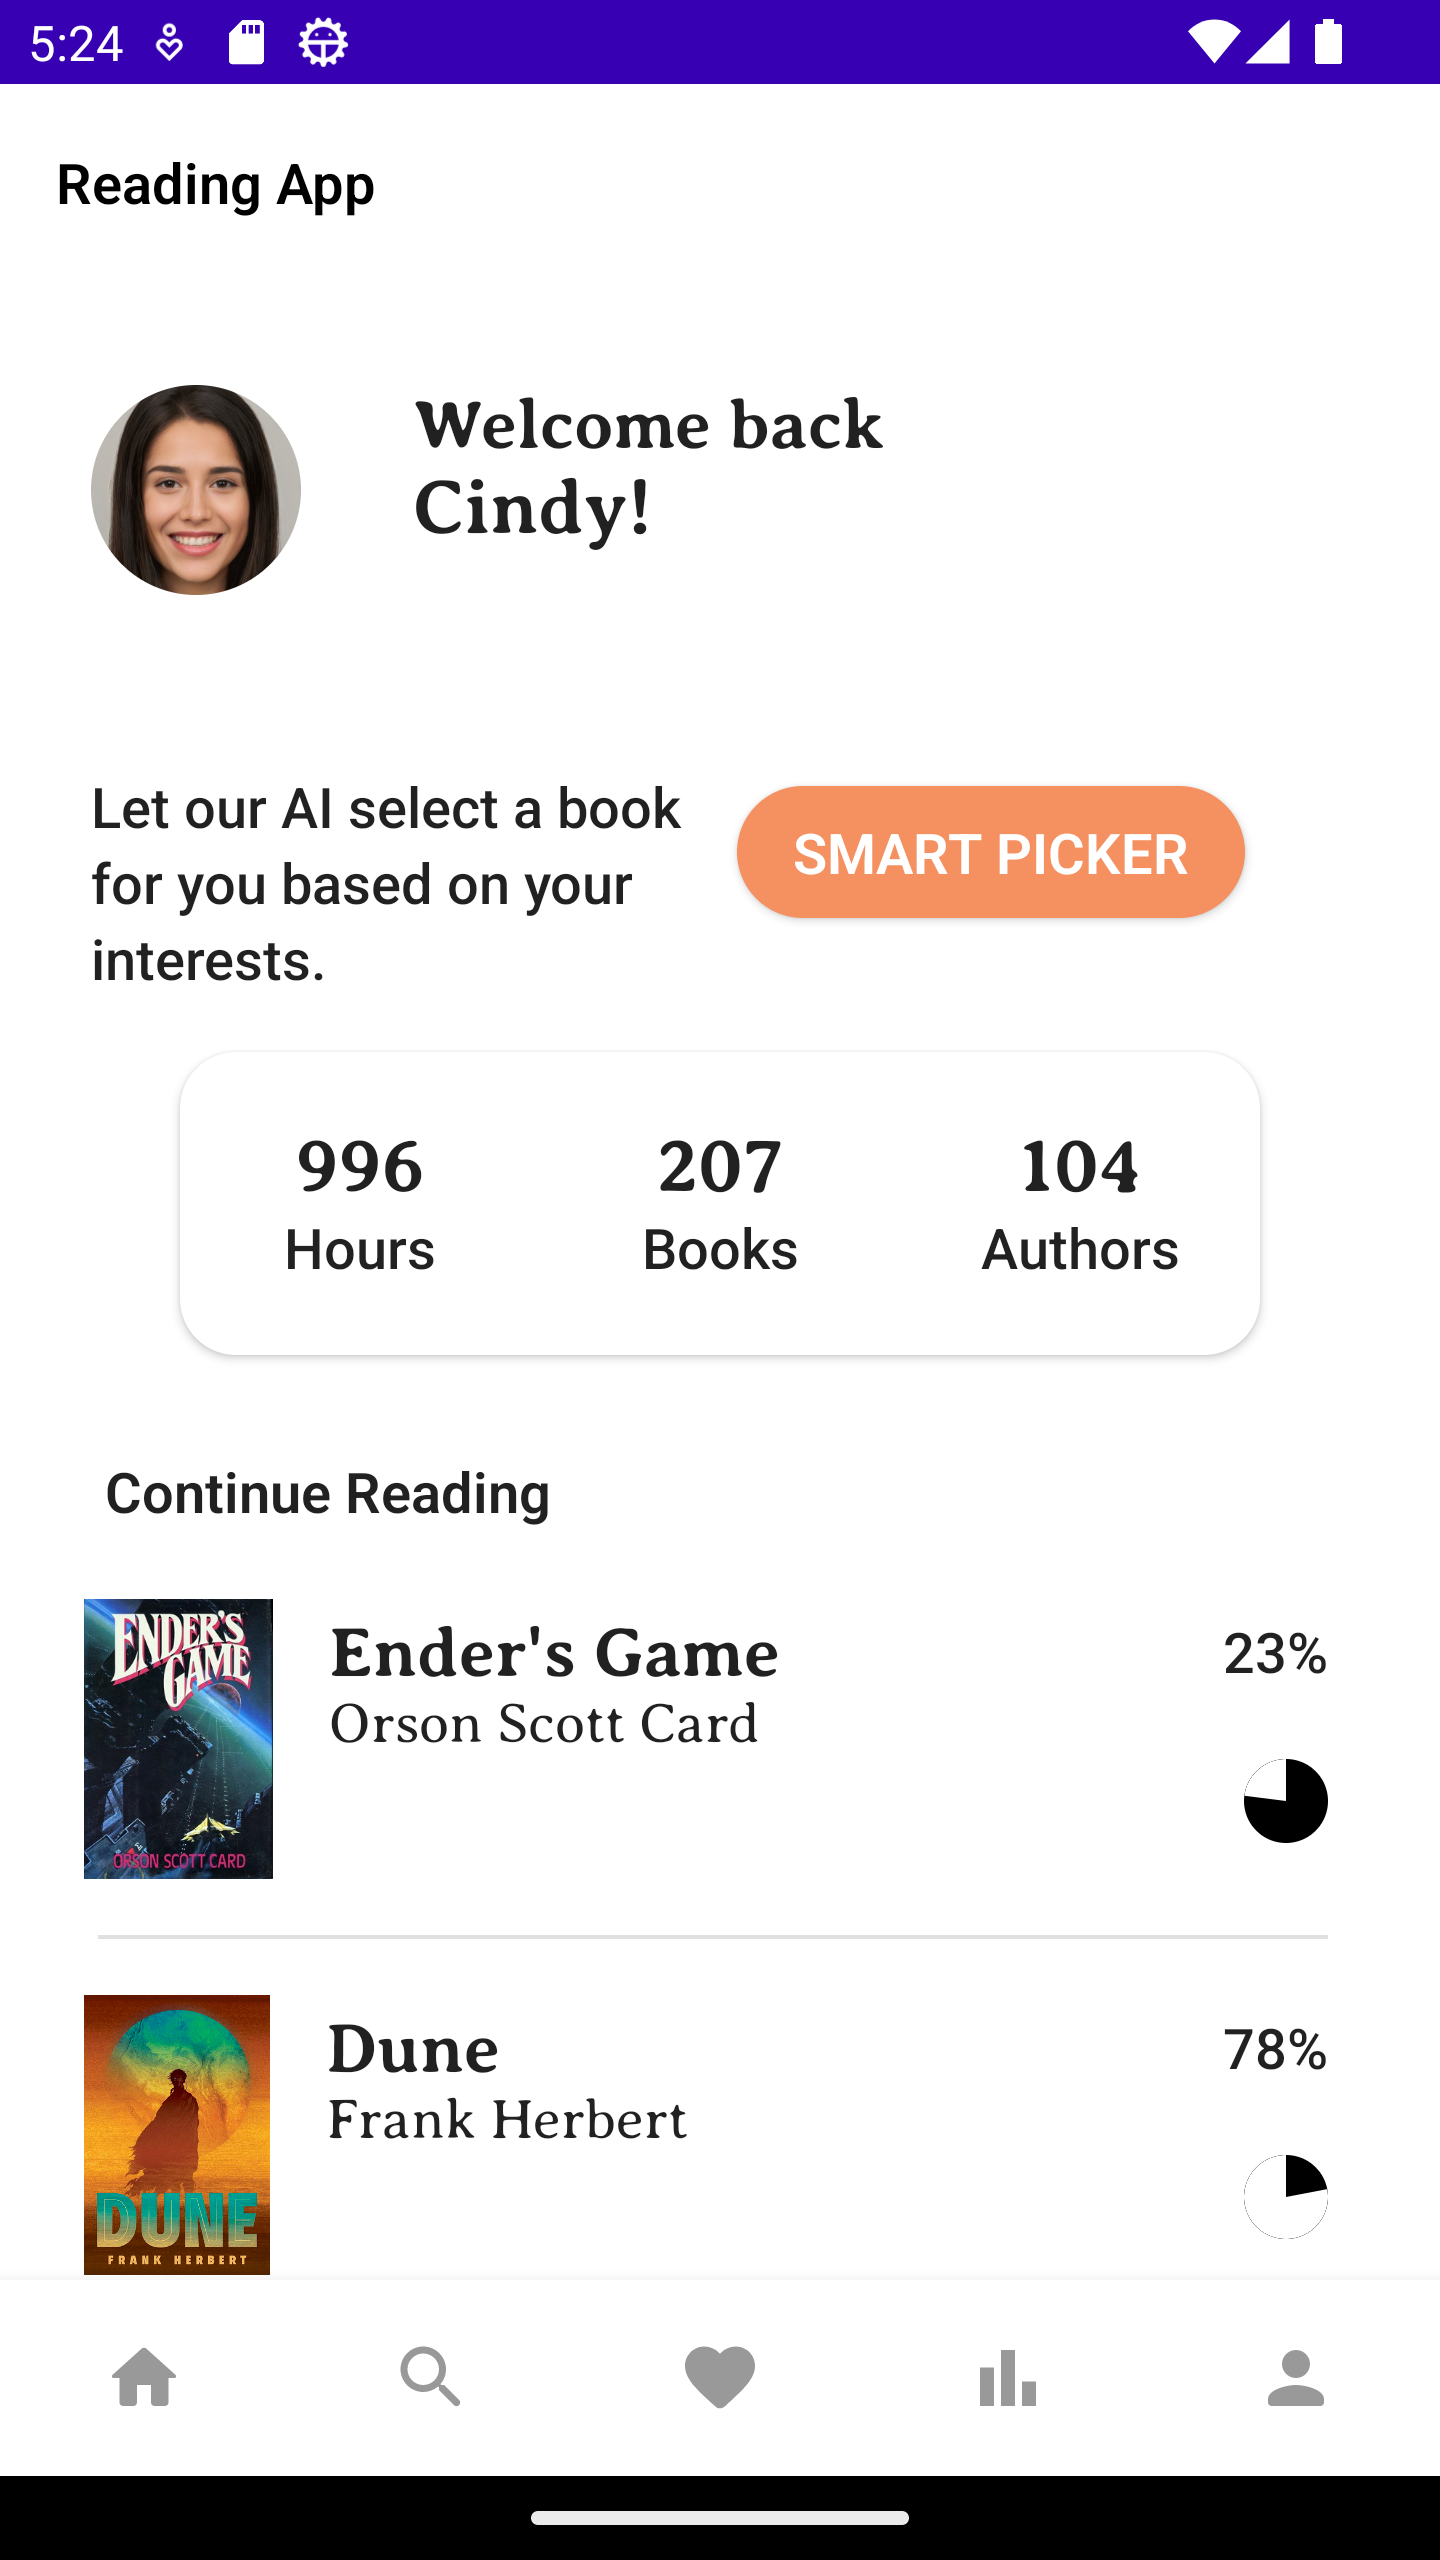 5:24
Reading App
Welcome back
Cindy!
Let our AI select a book
for you based on your
interests.
SMART PICKER
996
Hours
207
Books
104
Authors
Continue Reading
ENDER'S
GAME
ORSON SCOTT CARD
Ender's Game
Orson Scott Card
23%
DUNE
FRANK HERBERT
Dune
Frank Herbert
78%